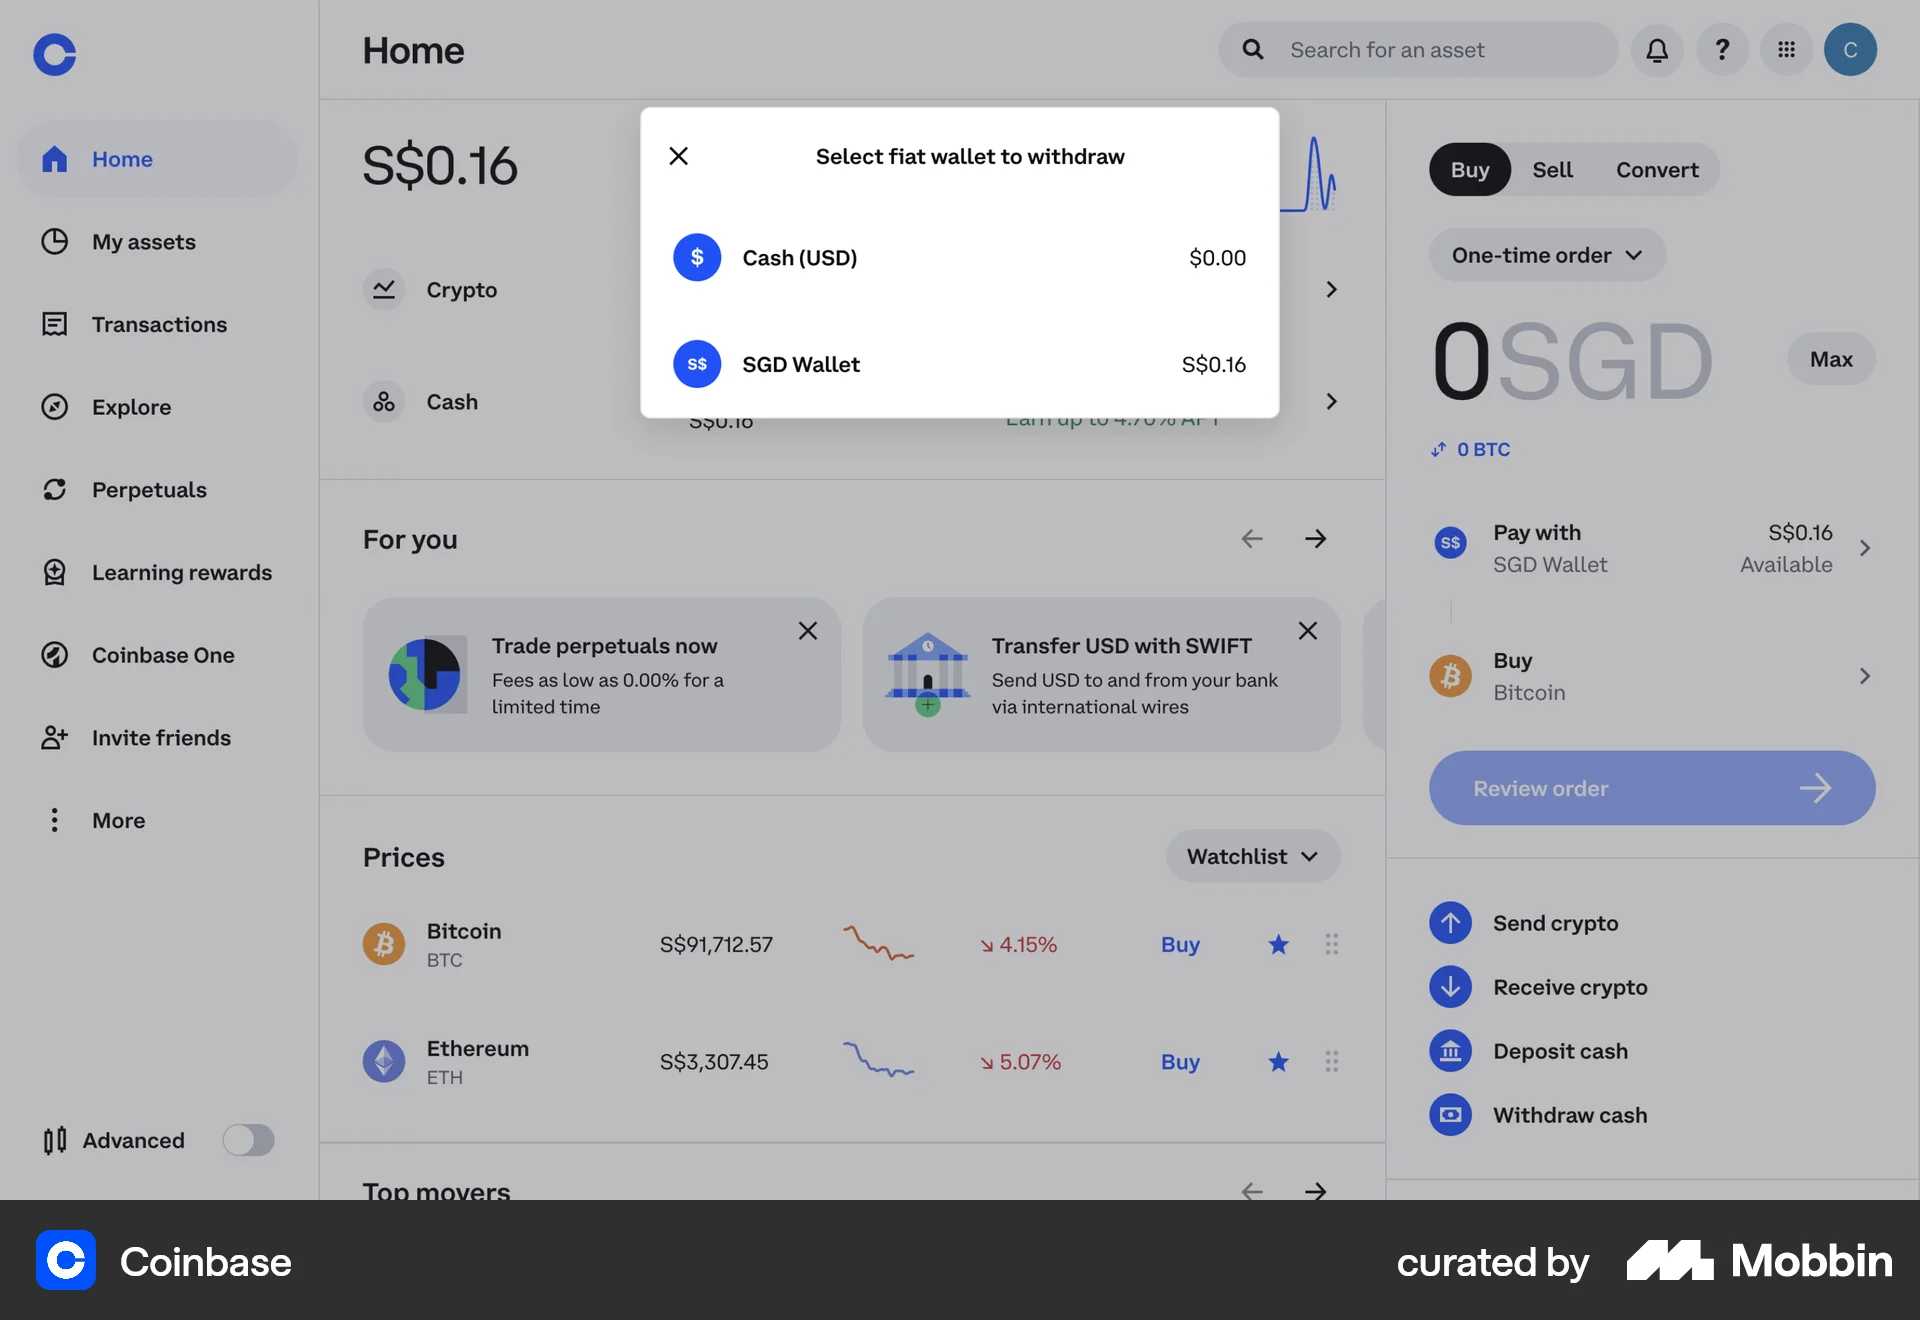 Home
Search for an asset
C
Home
My assets
Transactions
Explore
Perpetuals
Learning rewards
Coinbase One
Invite friends
More
Advanced
S$0.16
Crypto
Cash
S$0.16
Earn up to 4.70% APY
Select fiat wallet to withdraw
$
Cash (USD)
$0.00
S$
SGD Wallet
S$0.16
For you
Trade perpetuals now
Fees as low as 0.00% for a
limited time
Transfer USD with SWIFT
Send USD to and from your bank
via international wires
Prices
Watchlist
Bitcoin
BTC
S$91,712.57
↘ 4.15%
Buy
Ethereum
ETH
S$3,307.45
↘ 5.07%
Buy
Top movers
Buy
Sell
Convert
One-time order
0SGD
Max
0 BTC
S$
Pay with
SGD Wallet
S$0.16
Available
Buy
Bitcoin
Review order
Send crypto
Receive crypto
Deposit cash
Withdraw cash
Coinbase
curated by
Mobbin